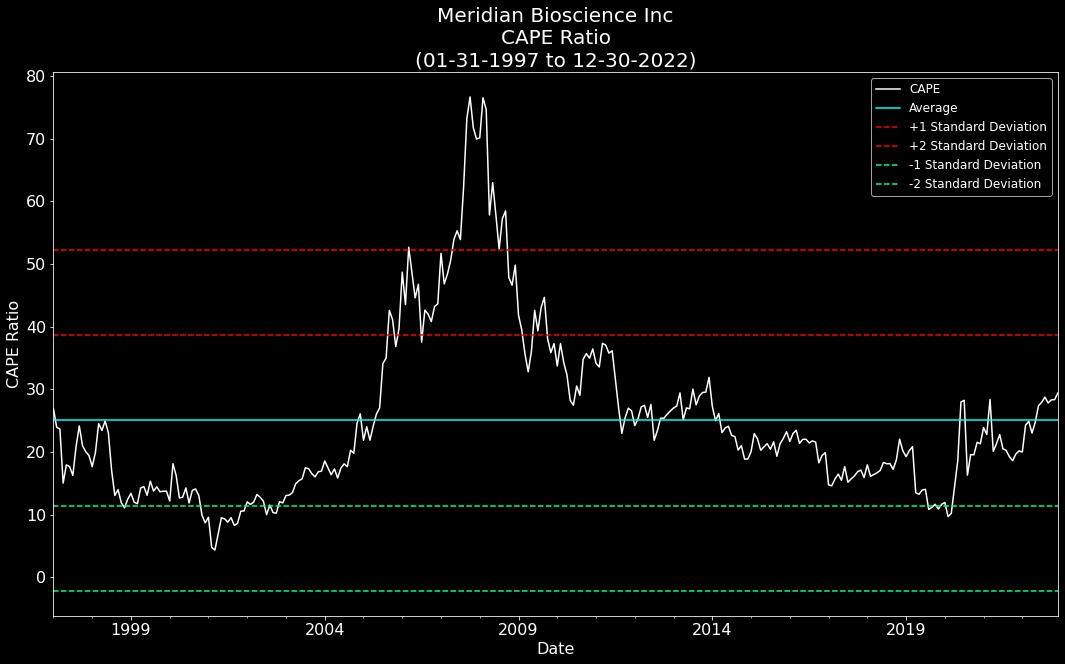 Meridian Bioscience Inc
CAPE Ratio
(01-31-1997 to 12-30-2022)
CAPE
Average
+1 Standard Deviation
+2 Standard Deviation
-1 Standard Deviation
-2 Standard Deviation
CAPE Ratio
80
70
60
50
40
30
20
10
0
1999 2004 2009 2014 2019
Date